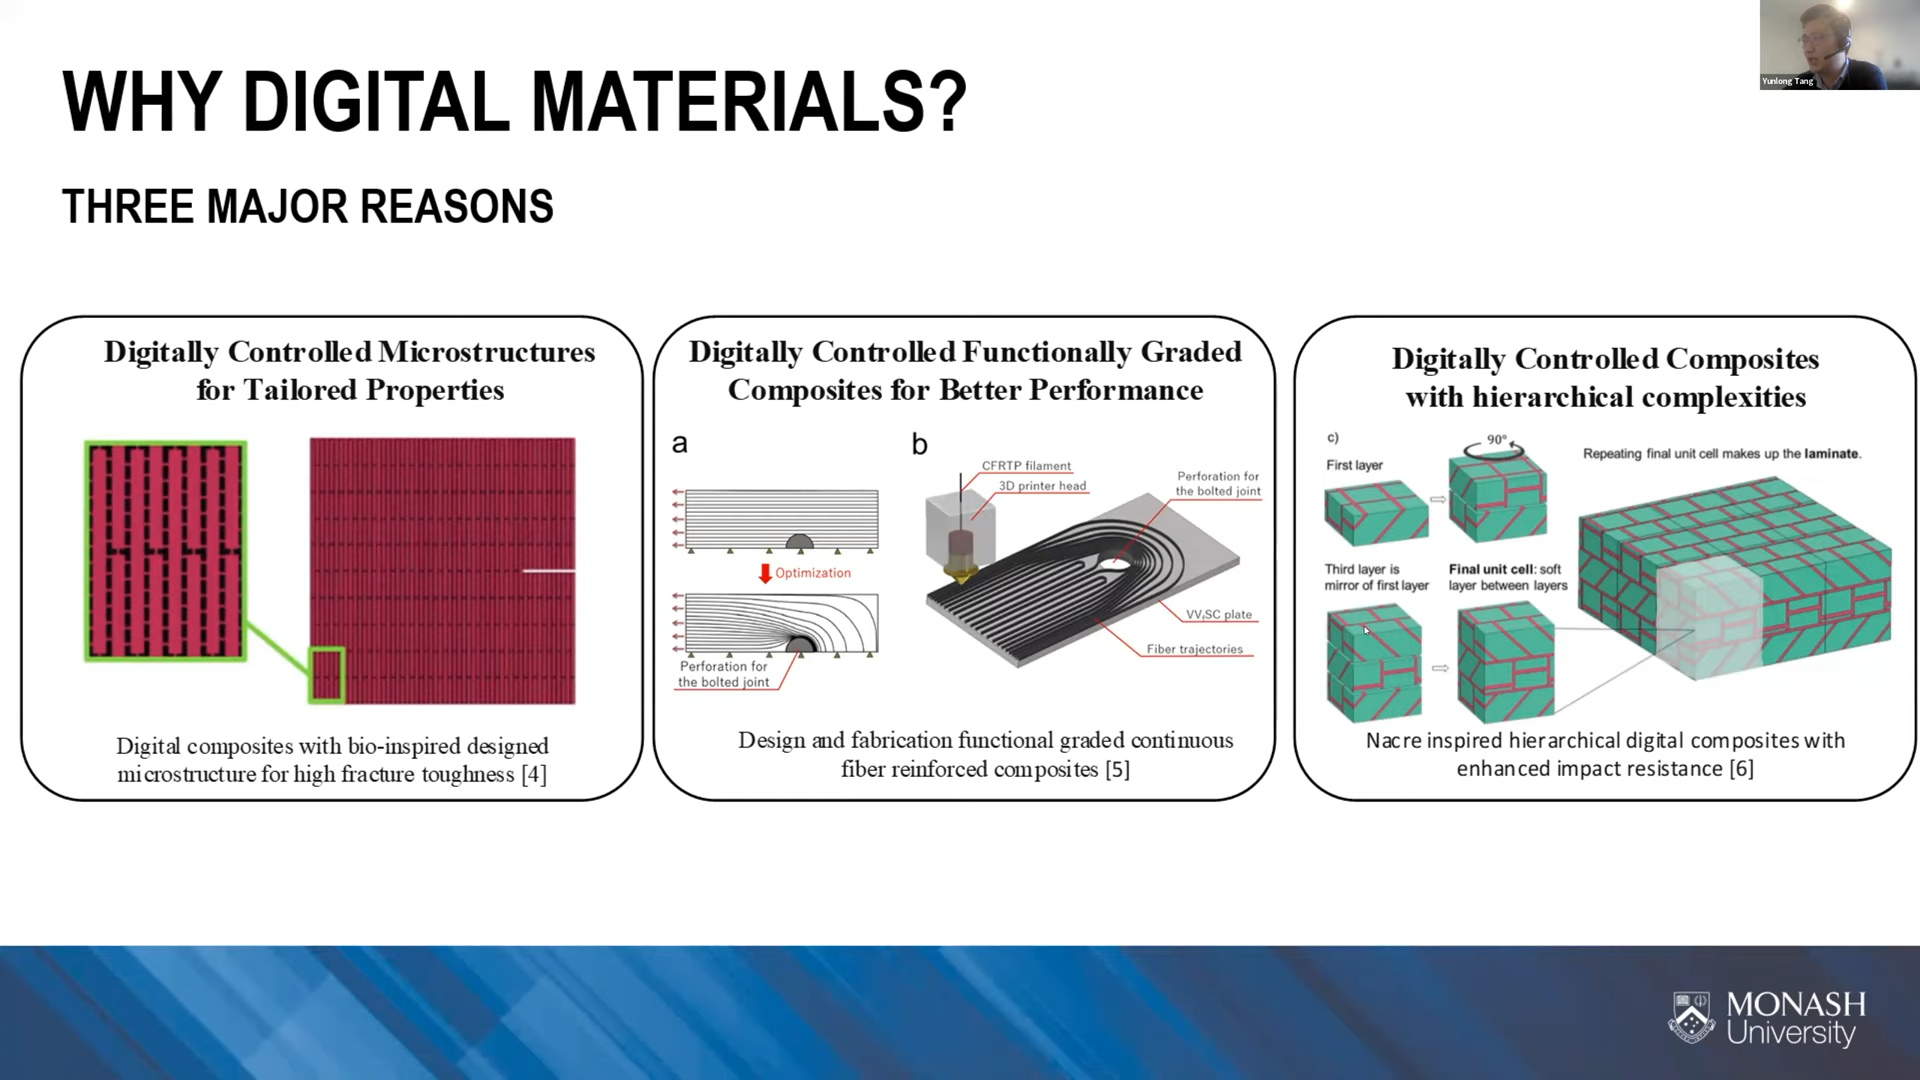 WHY DIGITAL MATERIALS?
Yunlong Tang
THREE MAJOR REASONS
Digitally Controlled Microstructures
for Tailored Properties
Digital composites with bio-inspired designed
microstructure for high fracture toughness [4]
Digitally Controlled Functionally Graded
Composites for Better Performance
a
Optimization
Perforation for
the bolted joint
b
CFRTP filament
3D printer head
Perforation for
the bolted joint
VVfSC plate
Fiber trajectories
Design and fabrication functional graded continuous
fiber reinforced composites [5]
Digitally Controlled Composites
with hierarchical complexities
c)
First layer
90°
Repeating final unit cell makes up the laminate.
Third layer is
mirror of first layer
Final unit cell: soft
layer between layers
Nacre inspired hierarchical digital composites with
enhanced impact resistance [6]
MONASH
University